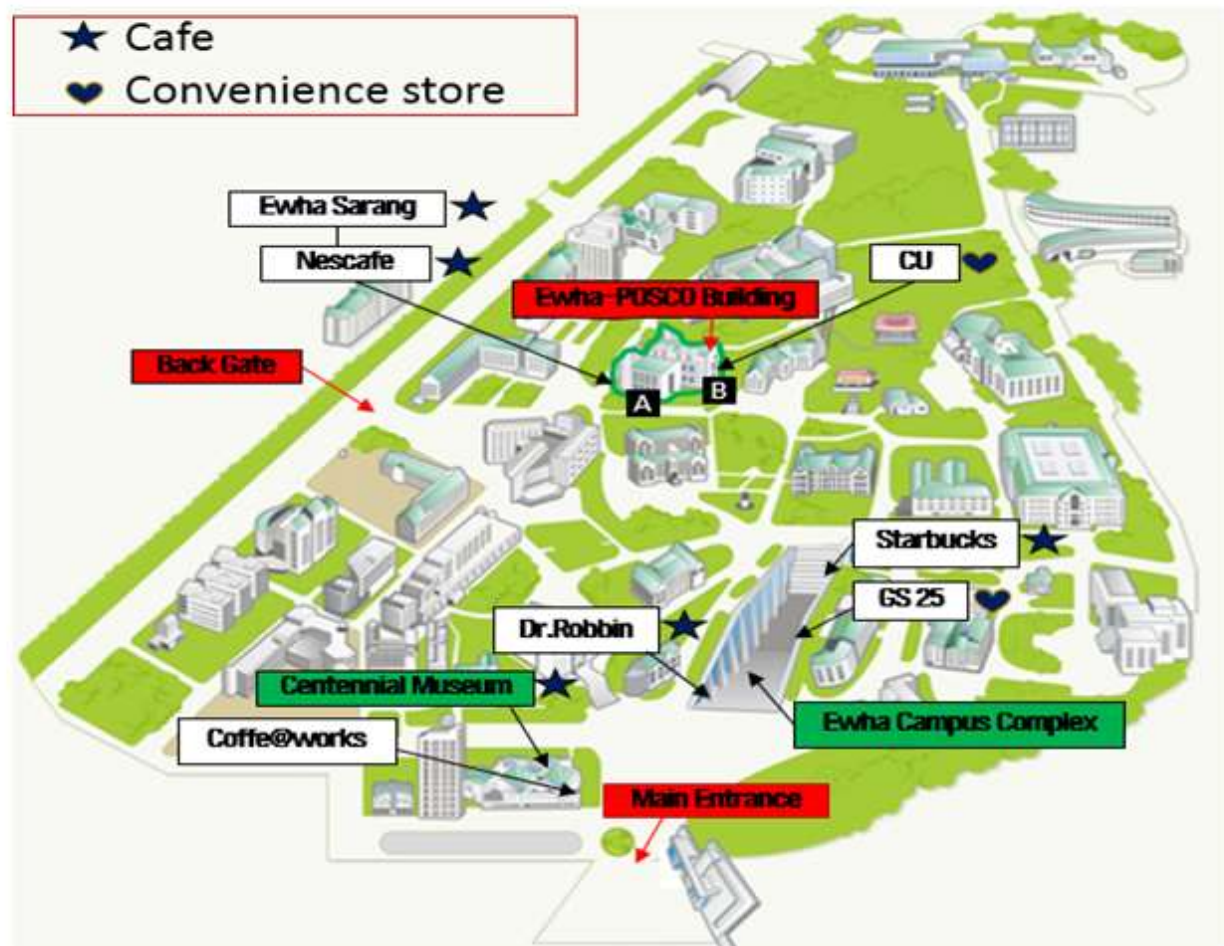 Cafe
Convenience store
Ewha Sarang
Nescafe
CU
Ewha-POSCO Building
Back Gate
A
B
Starbucks
GS 25
Dr.Robbin
Centennial Museum
Ewha Campus Complex
Coffe@works
Main Entrance